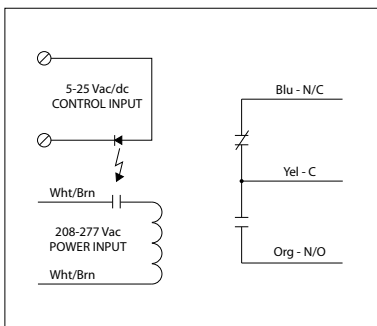 5-25 Vac/dc
CONTROL INPUT
Wht/Brn
208-277 Vac
POWER INPUT
Wht/Brn
Blu - N/C
Yel - C
Org - N/O